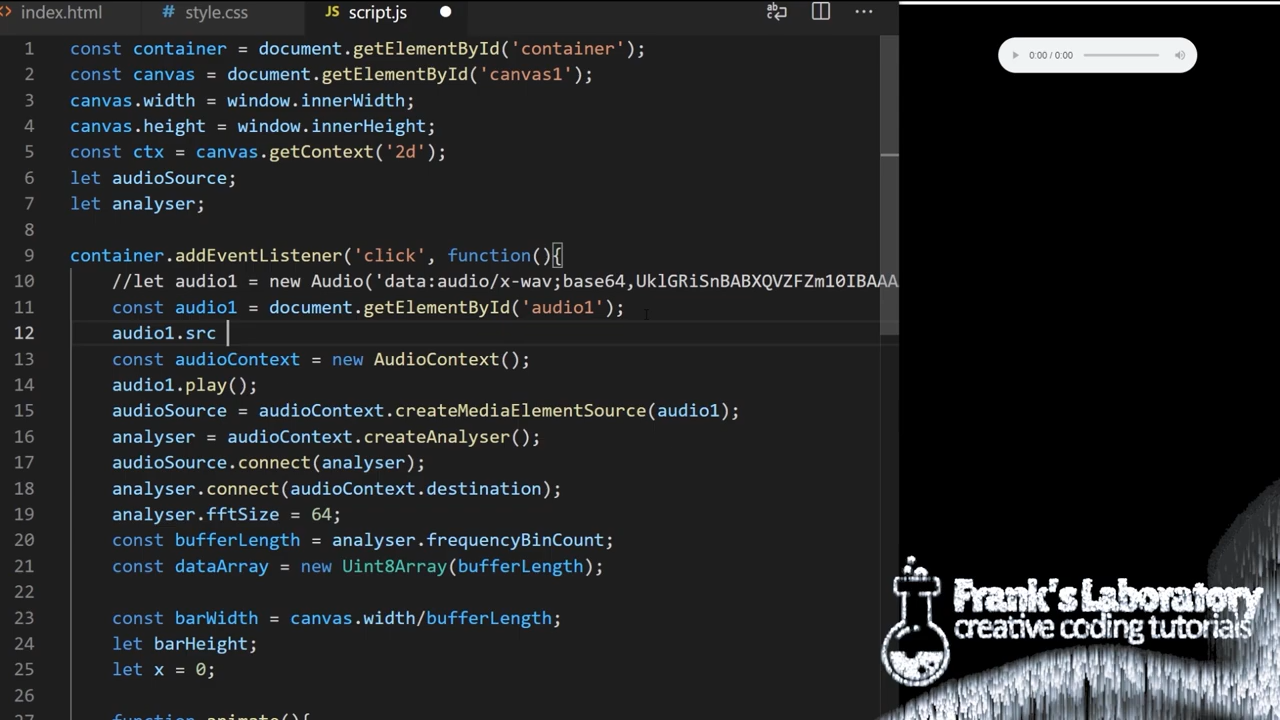 index.html
# style.css
JS script.js
0:00 / 0:00
1 const container = document.getElementById('container');
2 const canvas = document.getElementById('canvas1');
3 canvas.width = window.innerWidth;
4 canvas.height = window.innerHeight;
5 const ctx = canvas.getContext('2d');
6 let audioSource;
7 let analyser;
8
9 container.addEventListener('click', function(){
10 //let audio1 = new Audio('data:audio/x-wav;base64,UklGRiSnBABXQVZFZm10IBAAA
11 const audio1 = document.getElementById('audio1');
12 audio1.src
13 const audioContext = new AudioContext();
14 audio1.play();
15 audioSource = audioContext.createMediaElementSource(audio1);
16 analyser = audioContext.createAnalyser();
17 audioSource.connect(analyser);
18 analyser.connect(audioContext.destination);
19 analyser.fftSize = 64;
20 const bufferLength = analyser.frequencyBinCount;
21 const dataArray = new Uint8Array(bufferLength);
22
23 const barWidth = canvas.width/bufferLength;
24 let barHeight;
25 let x = 0;
26
27 function animate(){
Frank's Laboratory
creative coding tutorials